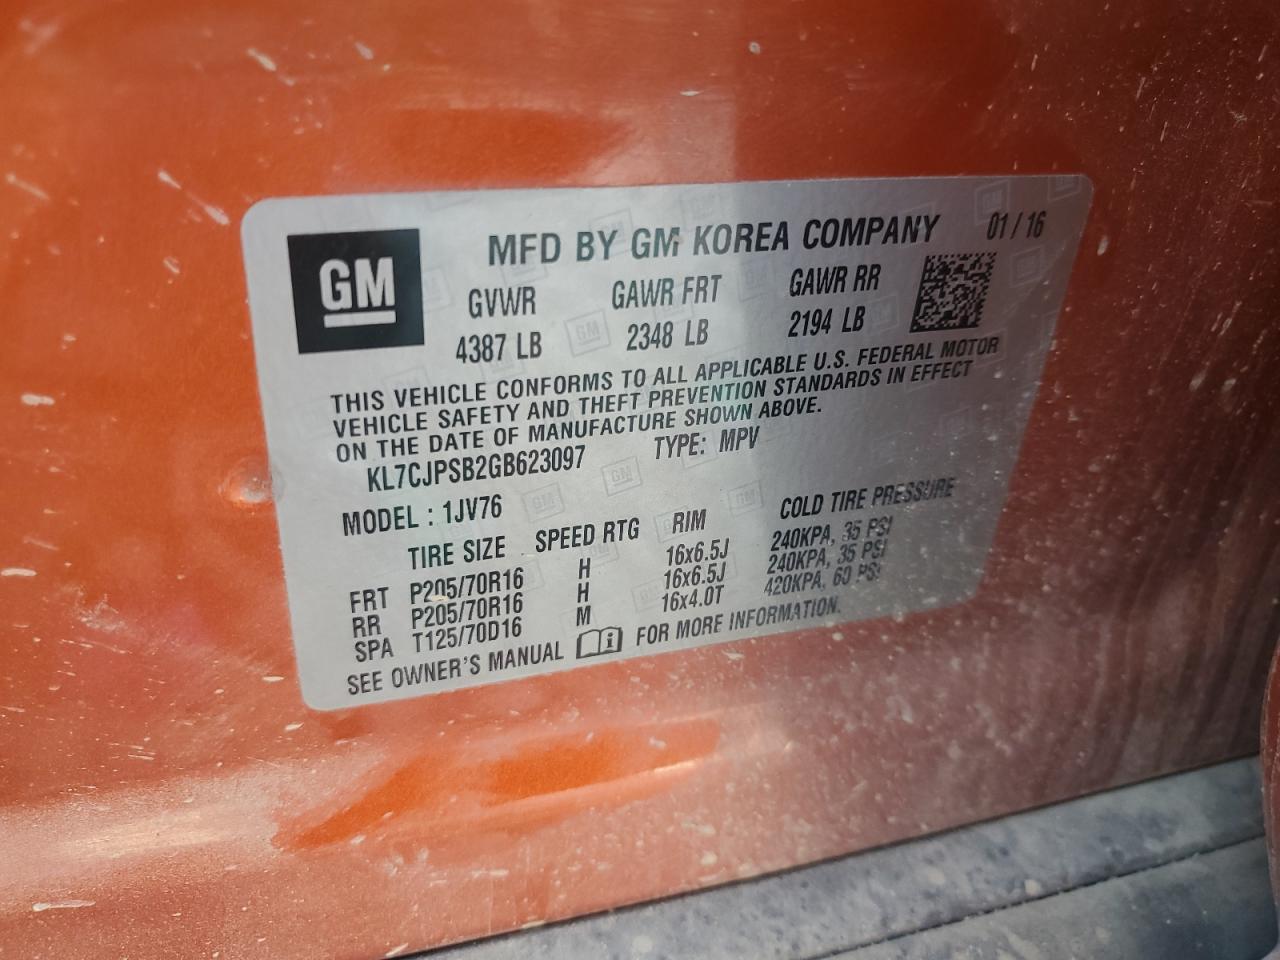 GM
MFD BY GM KOREA COMPANY 01 / 16
GVWR GAWR FRT GAWR RR
4387 LB 2348 LB 2194 LB
THIS VEHICLE CONFORMS TO ALL APPLICABLE U.S. FEDERAL MOTOR
VEHICLE SAFETY AND THEFT PREVENTION STANDARDS IN EFFECT
ON THE DATE OF MANUFACTURE SHOWN ABOVE.
KL7CJPSB2GB623097 TYPE: MPV
MODEL : 1JV76
TIRE SIZE SPEED RTG RIM COLD TIRE PRESSURE
FRT P205/70R16 H 16x6.5J 240KPA, 35 PSI
RR P205/70R16 H 16x6.5J 240KPA, 35 PSI
SPA T125/70D16 M 16x4.0T 420KPA, 60 PSI
SEE OWNER'S MANUAL i FOR MORE INFORMATION.